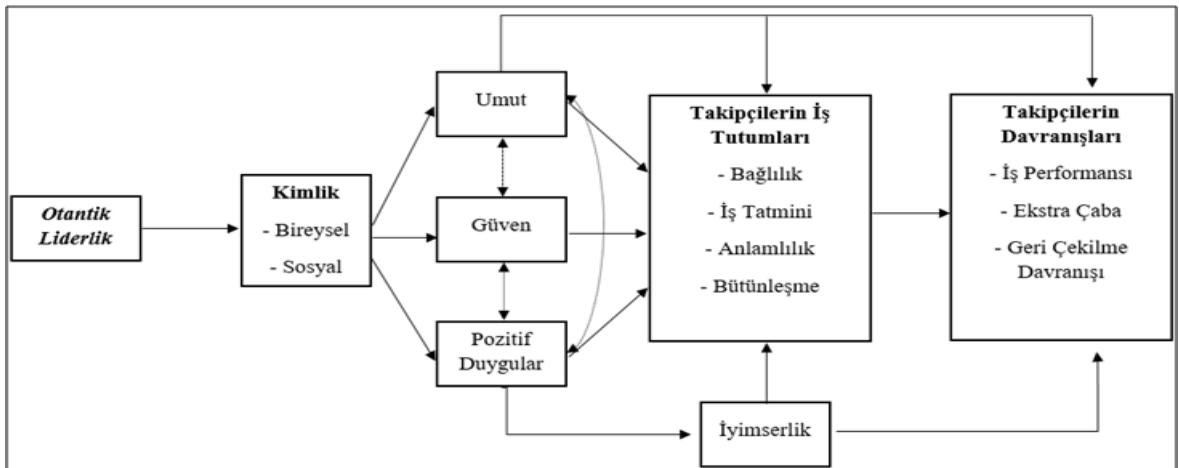 Otantik
Liderlik
Kimlik
- Bireysel
- Sosyal
Umut
Güven
Pozitif
Duygular
Takipçilerin İş
Tutumları
- Bağlılık
- İş Tatmini
- Anlamlılık
- Bütünleşme
İyimserlik
Takipçilerin
Davranışları
- İş Performansı
- Ekstra Çaba
- Geri Çekilme
Davranışı